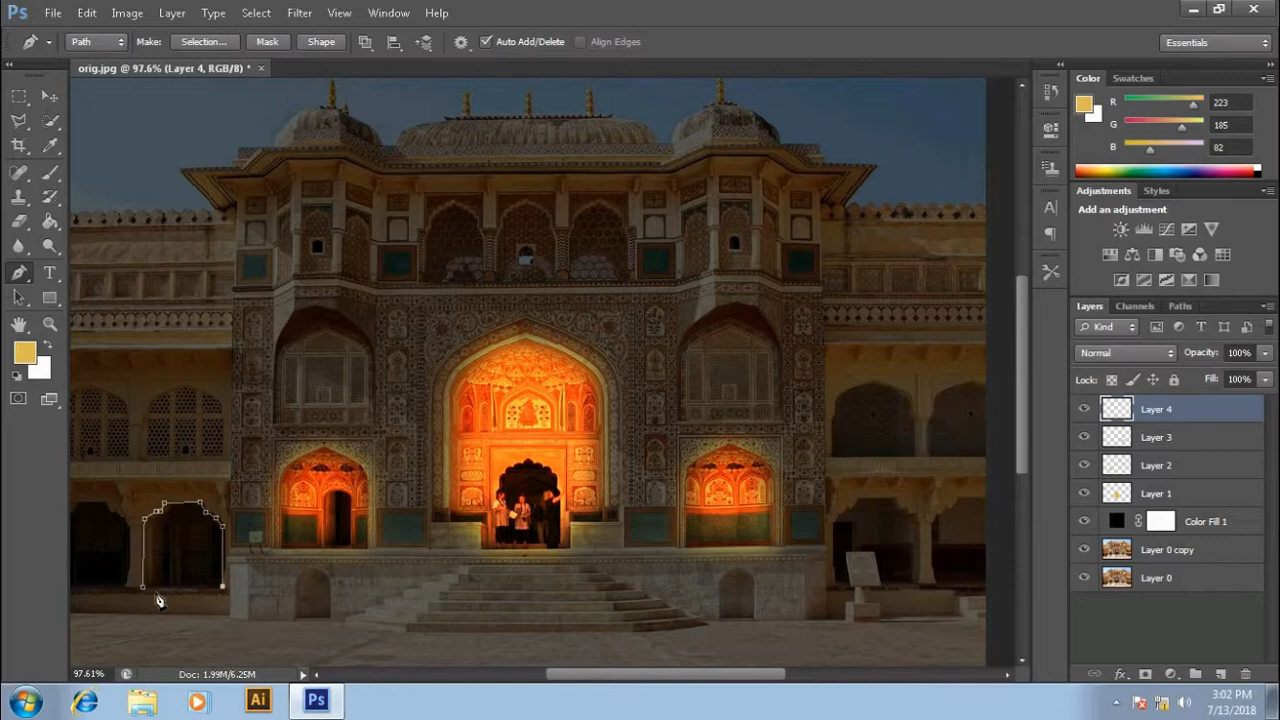 Ps File Edit Image Layer Type Select Filter 3D View Window Help
Path Make: Selection... Mask Shape Auto Add/Delete Align Edges Essentials
orig.jpg @ 97.6% (Layer 4, RGB/8) * ×
Color Swatches
R 223
G 185
B 82
Adjustments Styles
Add an adjustment
Layers Channels Paths
Kind
Normal Opacity: 100%
Lock: Fill: 100%
Layer 4
Layer 3
Layer 2
Layer 1
Color Fill 1
Layer 0 copy
Layer 0
97.61% Doc: 1.99M/6.25M
Ai Ps
3:02 PM
7/13/2018